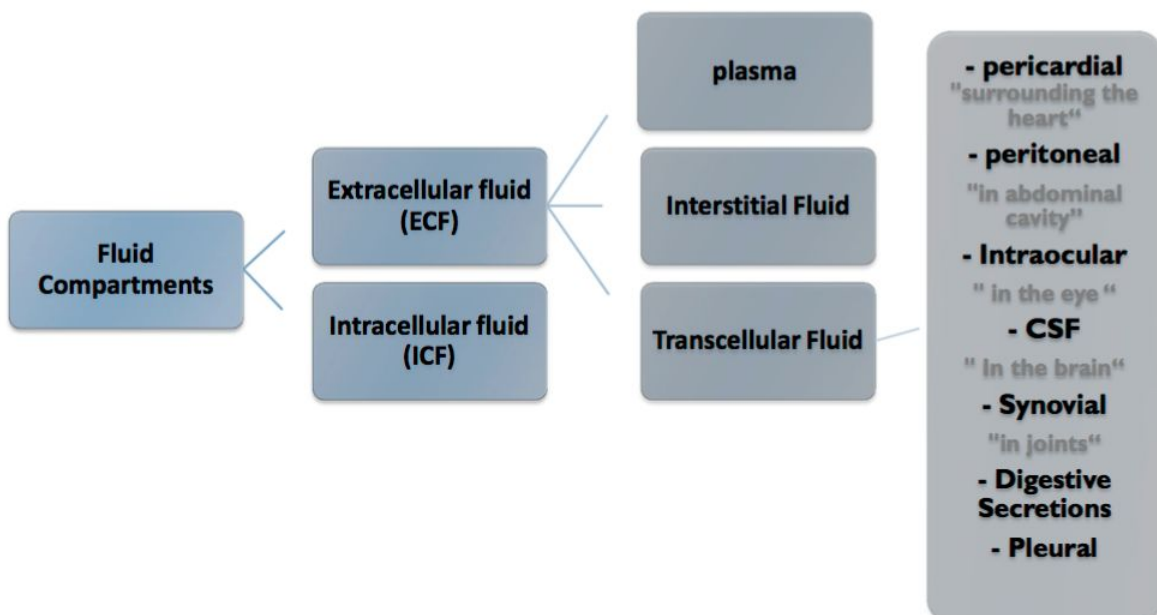 Fluid
Compartments
Extracellular fluid
(ECF)
Intracellular fluid
(ICF)
plasma
Interstitial Fluid
Transcellular Fluid
- pericardial
"surrounding the
heart“
- peritoneal
"in abdominal
cavity”
- Intraocular
" in the eye “
- CSF
" In the brain“
- Synovial
"in joints“
- Digestive
Secretions
- Pleural